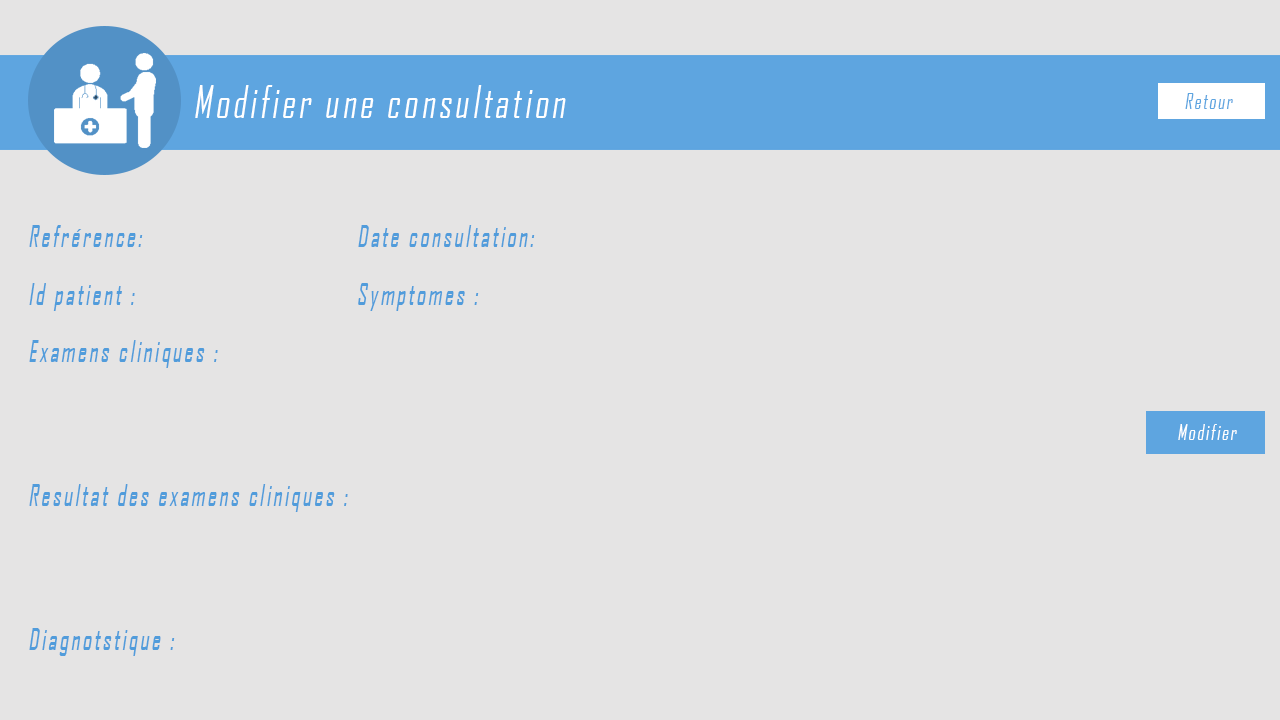 Modifier une consultation
Retour
Refrérence:
Date consultation:
Id patient :
Symptomes :
Examens cliniques :
Modifier
Resultat des examens cliniques :
Diagnotstique :